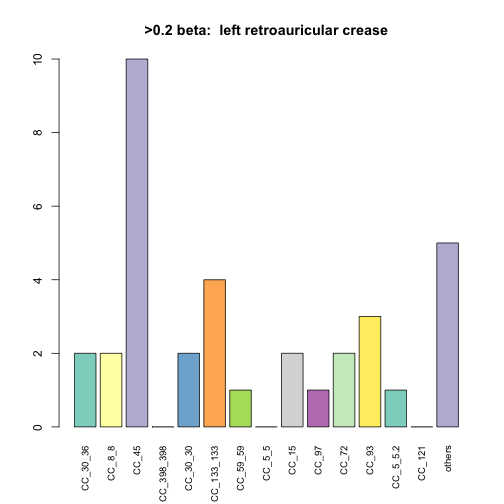 >0.2 beta:  left retroauricular crease
10
8
6
4
2
0
CC_30_36
CC_8_8
CC_45
CC_398_398
CC_30_30
CC_133_133
CC_59_59
CC_5_5
CC_15
CC_97
CC_72
CC_93
CC_5_5.2
CC_121
others